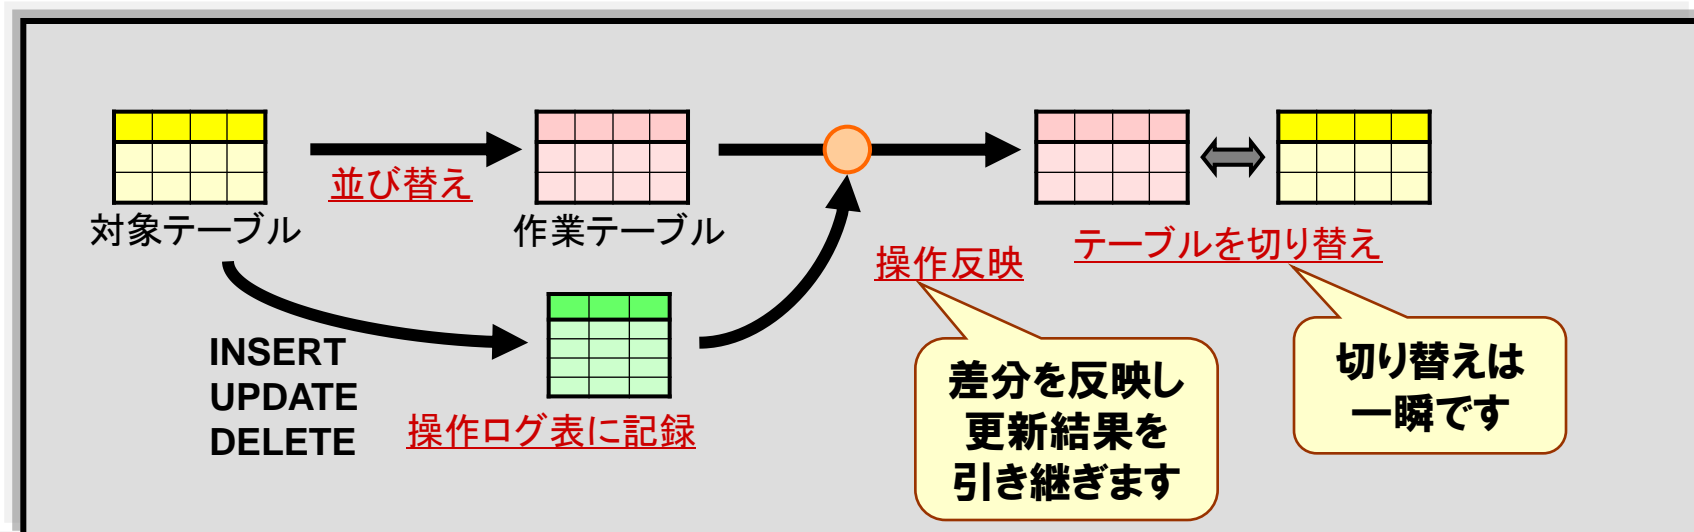 並び替え
対象テーブル
作業テーブル
INSERT
UPDATE
DELETE
操作ログ表に記録
操作反映
テーブルを切り替え
差分を反映し
更新結果を
引き継ぎます
切り替えは
一瞬です